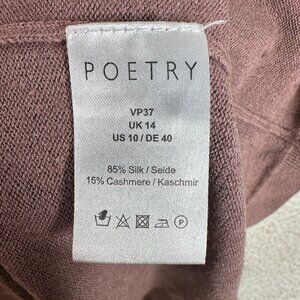 POETRY
VP37
UK 14
US 10 / DE 40
85% Silk / Seide
15% Cashmere / Kaschmir
P